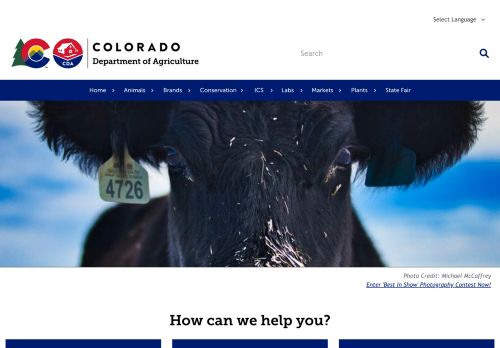 Select Language
COLORADO
Department of Agriculture
CDA
Search
Home Animals Brands Conservation ICS Labs Markets Plants State Fair
4726
Photo Credit: Michael McCaffrey
Enter 'Best In Show' Photography Contest Now!
How can we help you?